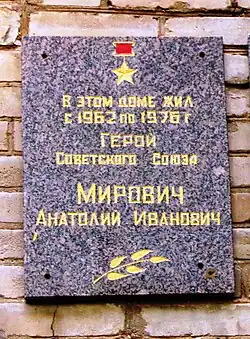 В ЭТОМ ДОМЕ ЖИЛ
с 1962 по 1976 г
ГЕРОЙ
СОВЕТСКОГО СОЮЗА
МИРОВИЧ
АНАТОЛИЙ ИВАНОВИЧ